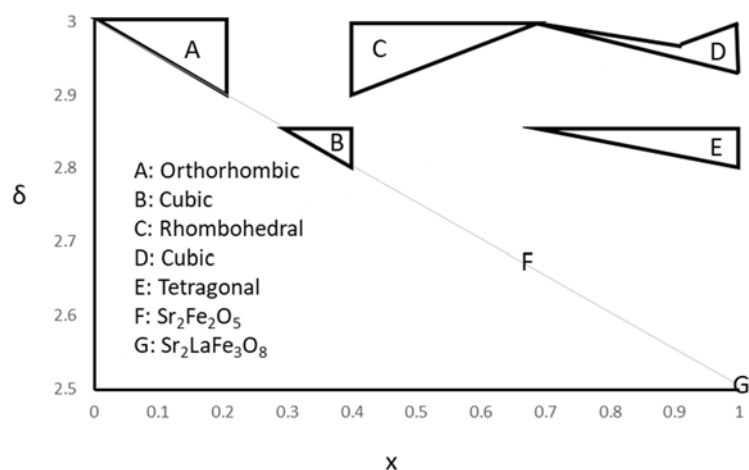 3
2.9
2.8
2.7
2.6
2.5
δ
A
B
C
D
E
F
G
A: Orthorhombic
B: Cubic
C: Rhombohedral
D: Cubic
E: Tetragonal
F: Sr₂Fe₂O₅
G: Sr₂LaFe₃O₈
0 0.1 0.2 0.3 0.4 0.5 0.6 0.7 0.8 0.9 1
x